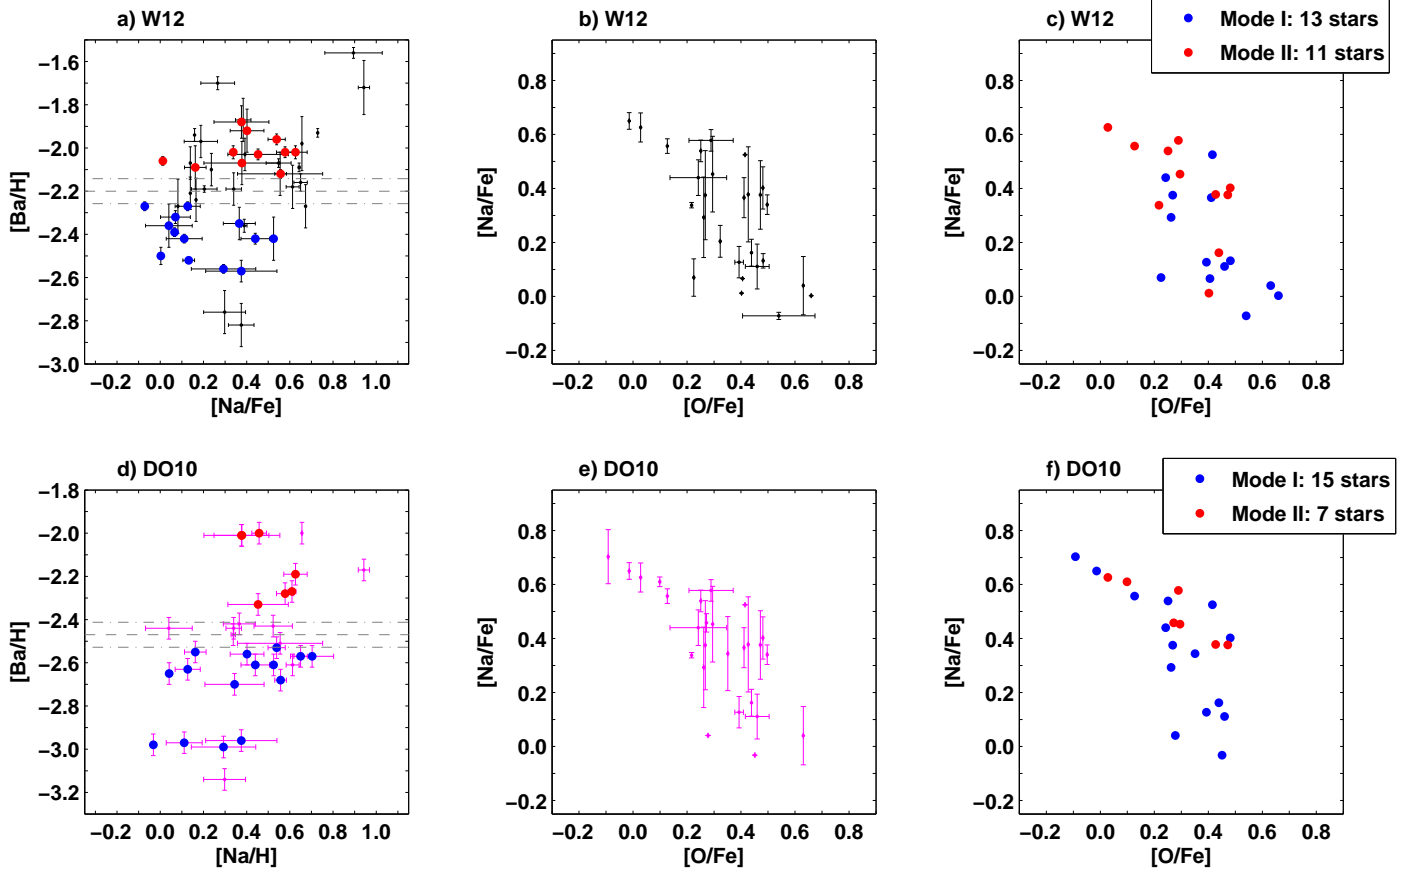 a) W12
b) W12
c) W12
Mode I: 13 stars
Mode II: 11 stars
[Ba/H]
−1.6
−1.8
−2.0
−2.2
−2.4
−2.6
−2.8
−3.0
−0.2 0.0 0.2 0.4 0.6 0.8 1.0
[Na/Fe]
[Na/Fe]
0.8
0.6
0.4
0.2
0.0
−0.2
0.0 0.2 0.4 0.6 0.8
[O/Fe]
[Na/Fe]
0.8
0.6
0.4
0.2
0.0
−0.2
0.0 0.2 0.4 0.6 0.8
[O/Fe]
d) DO10
e) DO10
f) DO10
Mode I: 15 stars
Mode II: 7 stars
[Ba/H]
−1.8
−2.0
−2.2
−2.4
−2.6
−2.8
−3.0
−3.2
−0.2 0.0 0.2 0.4 0.6 0.8 1.0
[Na/H]
[Na/Fe]
0.8
0.6
0.4
0.2
0.0
−0.2
0.0 0.2 0.4 0.6 0.8
[O/Fe]
[Na/Fe]
0.8
0.6
0.4
0.2
0.0
−0.2
0.0 0.2 0.4 0.6 0.8
[O/Fe]